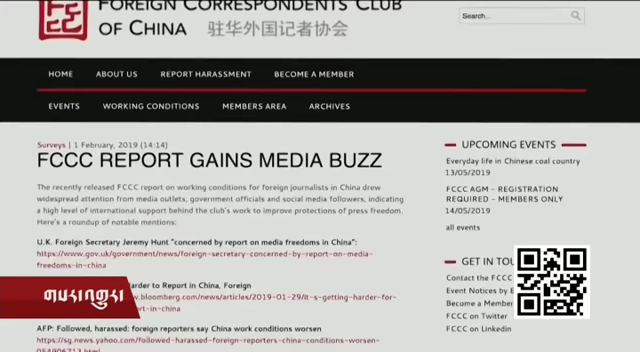 FOREIGN CORRESPONDENTS' CLUB
OF CHINA 驻华外国记者协会
Search...
HOME ABOUT US REPORT HARASSMENT BECOME A MEMBER
EVENTS WORKING CONDITIONS MEMBERS AREA ARCHIVES
Surveys | 1 February, 2019 (14:14)
FCCC REPORT GAINS MEDIA BUZZ
The recently released FCCC report on working conditions for foreign journalists in China drew
widespread attention from media outlets, government officials and social media followers, indicating
a high level of international support behind the club's work to improve protections of press freedom.
Here's a roundup of notable mentions:
U.K. Foreign Secretary Jeremy Hunt "concerned by report on media freedoms in China":
https://www.gov.uk/government/news/foreign-secretary-concerned-by-report-on-media-
freedoms-in-china
Harder to Report in China, Foreign
w.bloomberg.com/news/articles/2019-01-29/it-s-getting-harder-for-
rt-in-china
AFP: Followed, harassed: foreign reporters say China work conditions worsen
https://sg.news.yahoo.com/followed-harassed-foreign-reporters-china-conditions-worsen-
054906713.html
UPCOMING EVENTS
Everyday life in Chinese coal country
13/05/2019
FCCC AGM – REGISTRATION
REQUIRED – MEMBERS ONLY
14/05/2019
all events
GET IN TOU
Contact the FCCC
Event Notices by E
Become a Member
FCCC on Twitter
FCCC on Linkedin